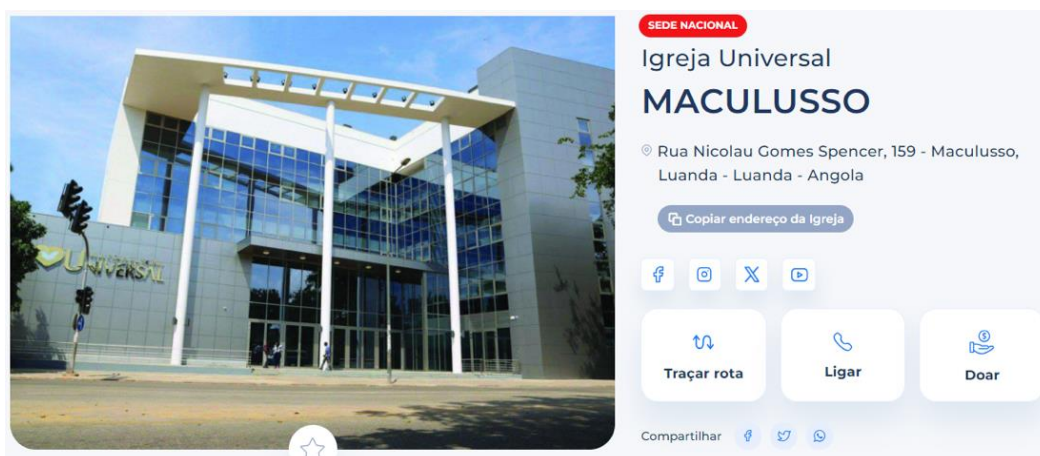 UNIVERSAL
SEDE NACIONAL
Igreja Universal
MACULUSSO
Rua Nicolau Gomes Spencer, 159 - Maculusso,
Luanda - Luanda - Angola
Copiar endereço da Igreja
Traçar rota
Ligar
Doar
Compartilhar